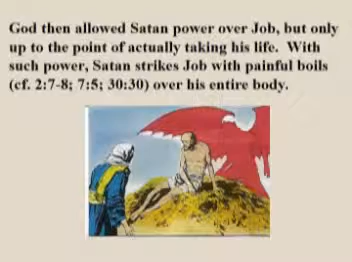 God then allowed Satan power over Job, but only
up to the point of actually taking his life.  With
such power, Satan strikes Job with painful boils
(cf. 2:7-8; 7:5; 30:30) over his entire body.